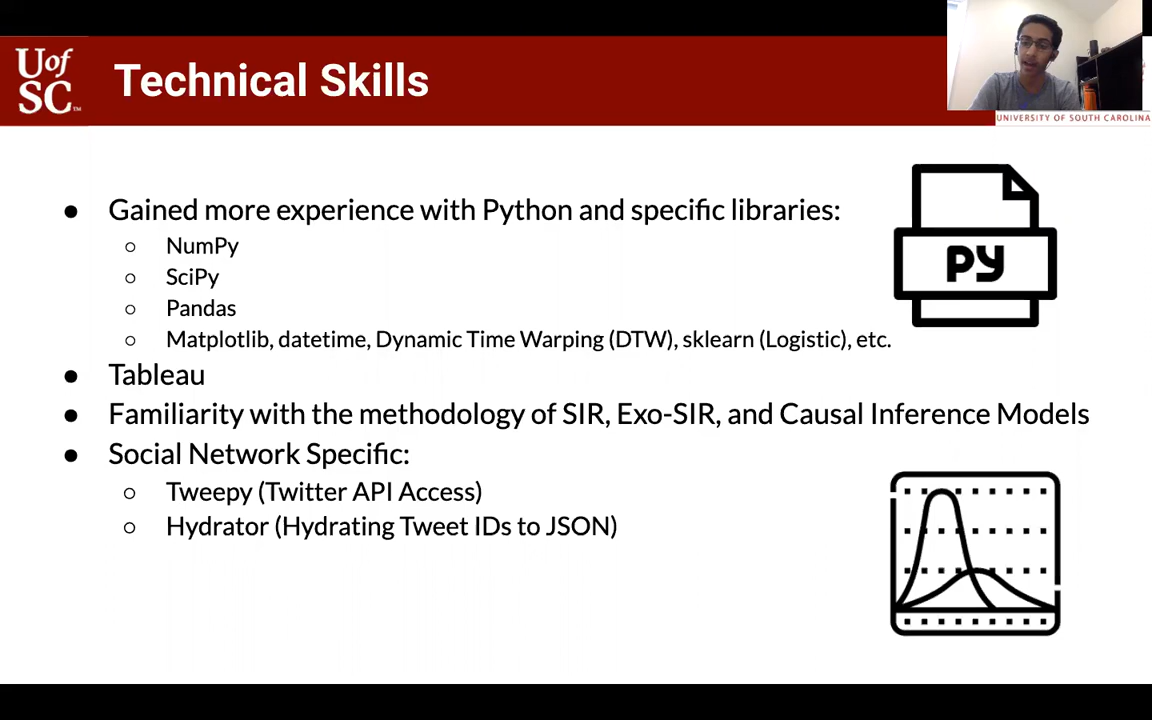 U of
SC™
Technical Skills
UNIVERSITY OF SOUTH CAROLINA
● Gained more experience with Python and specific libraries:
○ NumPy
○ SciPy
○ Pandas
○ Matplotlib, datetime, Dynamic Time Warping (DTW), sklearn (Logistic), etc.
PY
● Tableau
● Familiarity with the methodology of SIR, Exo-SIR, and Causal Inference Models
● Social Network Specific:
○ Tweepy (Twitter API Access)
○ Hydrator (Hydrating Tweet IDs to JSON)